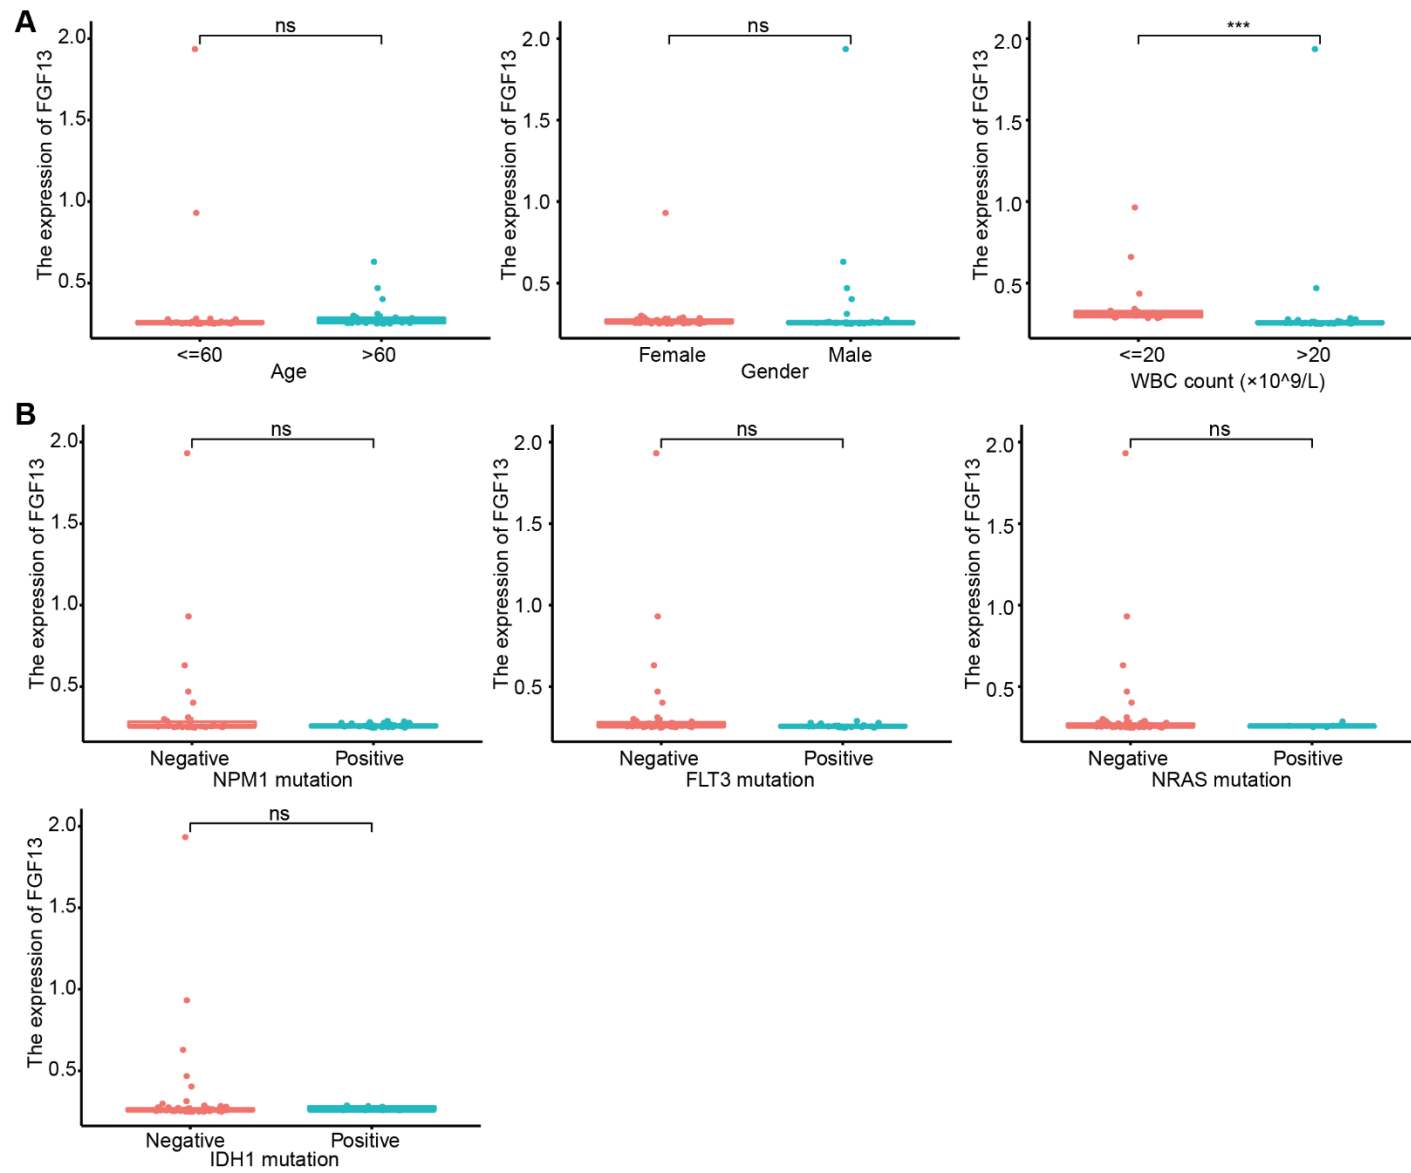 A
The expression of FGF13
2.0
1.5
1.0
0.5
ns
<=60
>60
Age
The expression of FGF13
2.0
1.5
1.0
0.5
ns
Female
Male
Gender
The expression of FGF13
2.0
1.5
1.0
0.5
***
<=20
>20
WBC count (×10^9/L)
B
The expression of FGF13
2.0
1.5
1.0
0.5
ns
Negative
Positive
NPM1 mutation
The expression of FGF13
2.0
1.5
1.0
0.5
ns
Negative
Positive
FLT3 mutation
The expression of FGF13
2.0
1.5
1.0
0.5
ns
Negative
Positive
NRAS mutation
The expression of FGF13
2.0
1.5
1.0
0.5
ns
Negative
Positive
IDH1 mutation